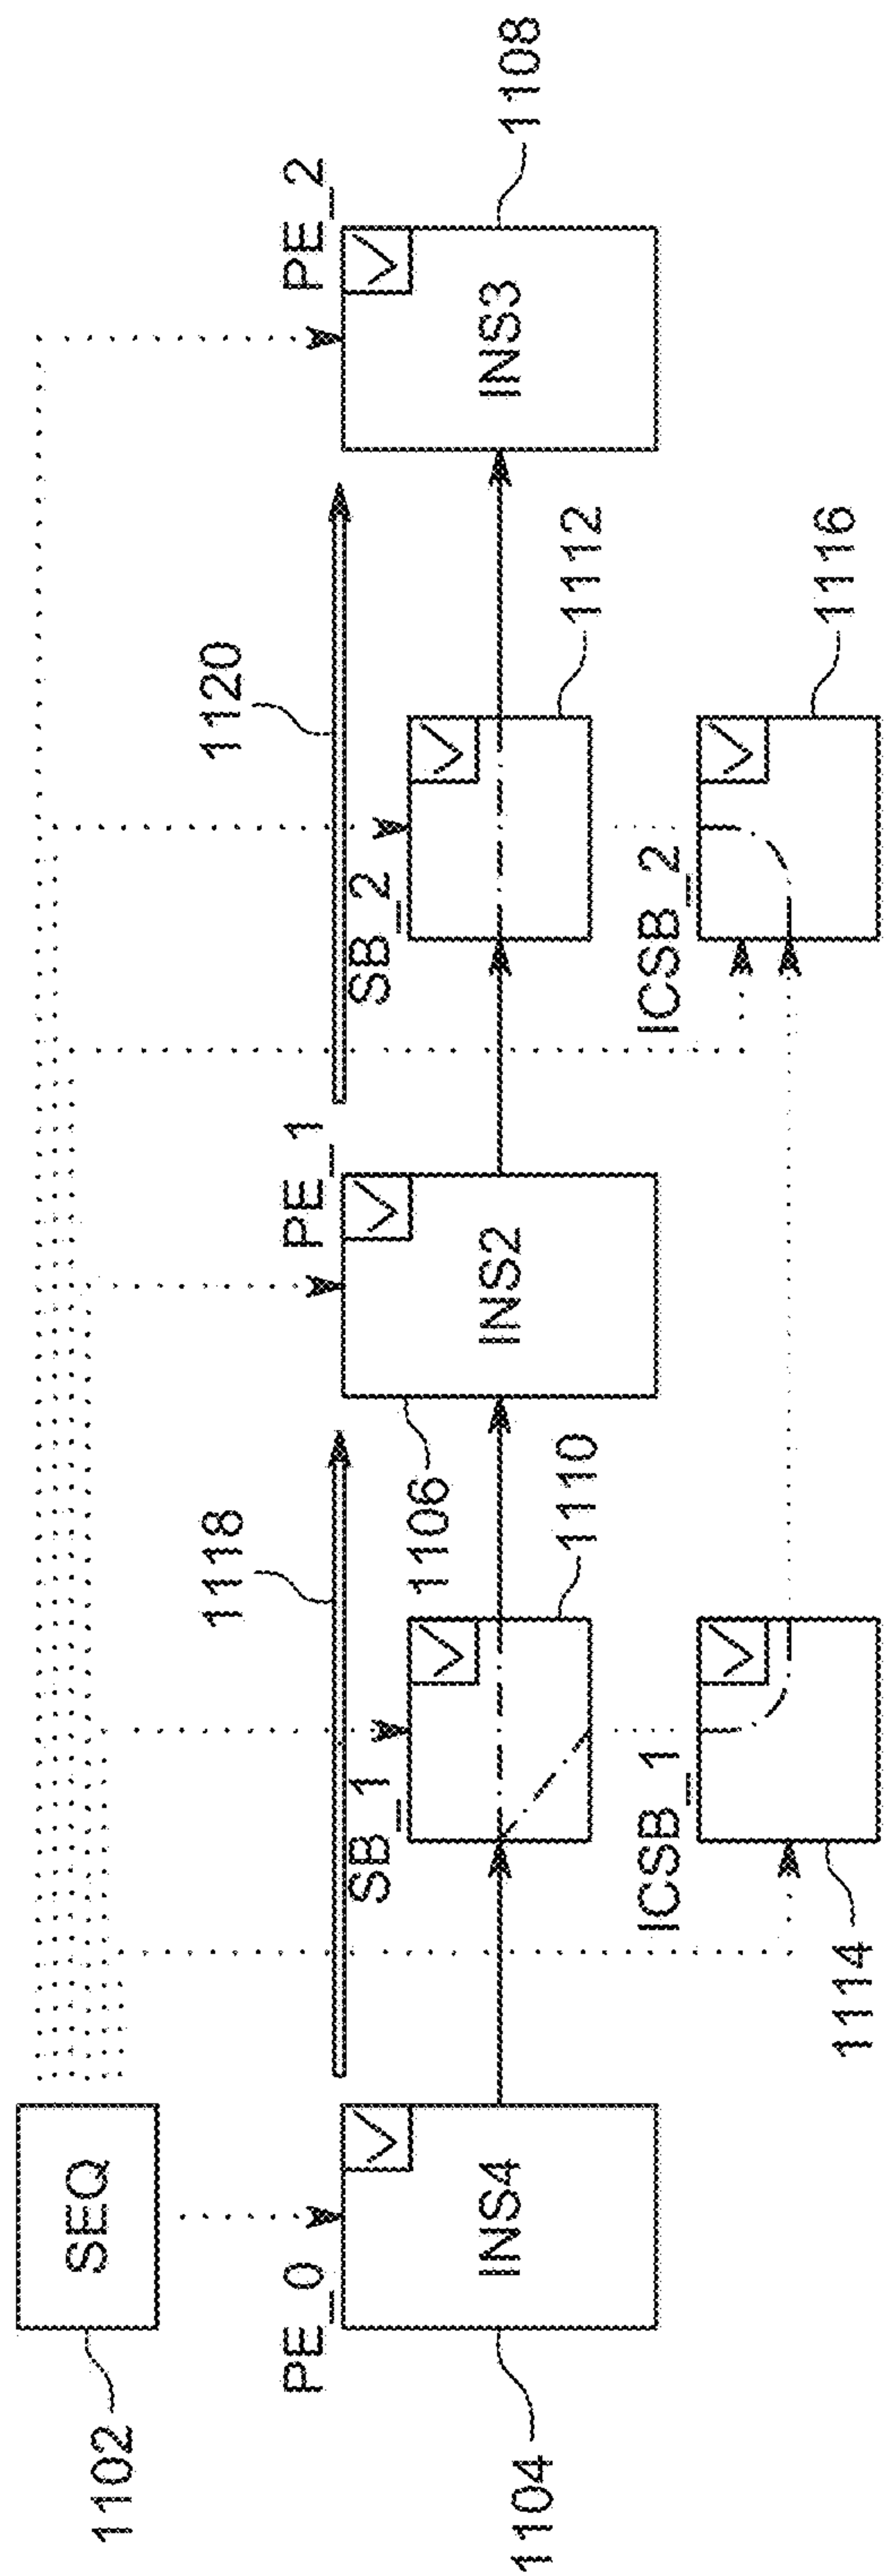 1102
SEQ
PE_0
INS4
1104
1118
SB_1
1110
ICSB_1
1114
PE_1
INS2
1106
1120
SB_2
1112
ICSB_2
1116
PE_2
INS3
1108
V
V
V
V
V
V
V